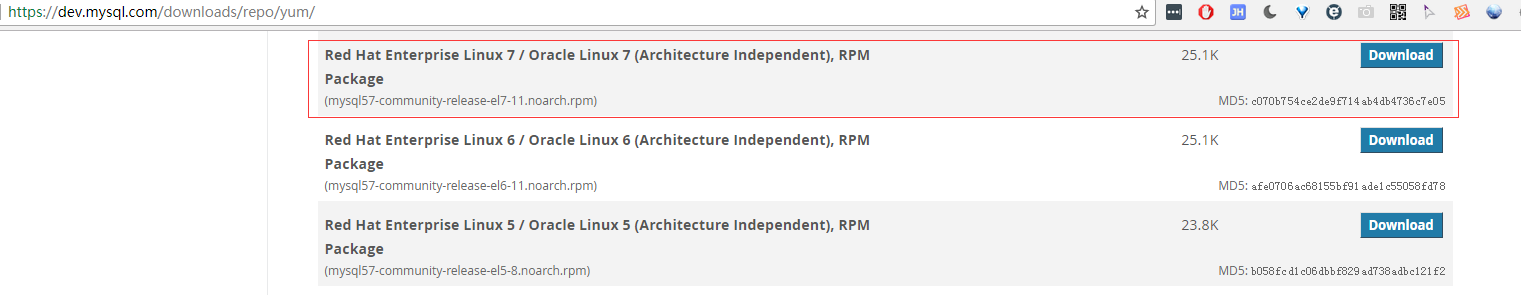 https://dev.mysql.com/downloads/repo/yum/
Red Hat Enterprise Linux 7 / Oracle Linux 7 (Architecture Independent), RPM
Package
25.1K
Download
(mysql57-community-release-el7-11.noarch.rpm)
MD5: c070b754ce2de9f714ab4db4736c7e05
Red Hat Enterprise Linux 6 / Oracle Linux 6 (Architecture Independent), RPM
Package
25.1K
Download
(mysql57-community-release-el6-11.noarch.rpm)
MD5: afe0706ac68155bf91ade1c55058fd78
Red Hat Enterprise Linux 5 / Oracle Linux 5 (Architecture Independent), RPM
Package
23.8K
Download
(mysql57-community-release-el5-8.noarch.rpm)
MD5: b058fcd1c06dbbf829ad738adbc121f2
JH